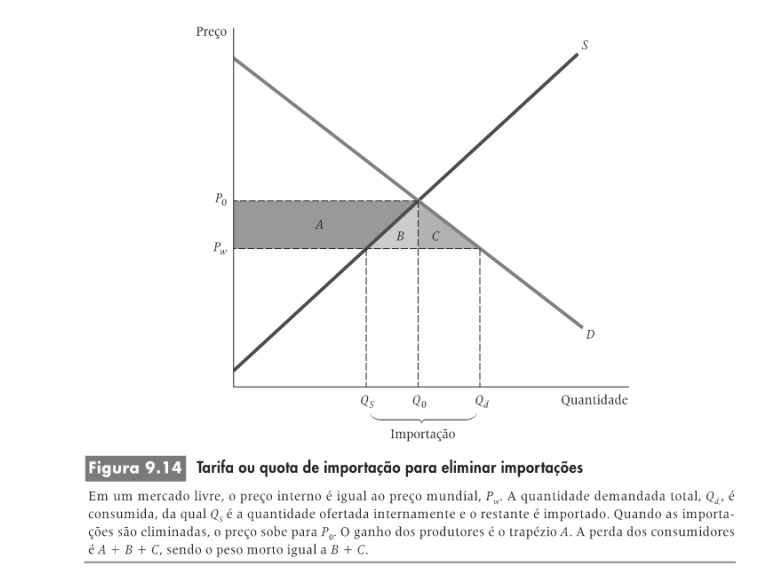 Preço
S
P0
A
B
C
Pw
D
QS
Q0
Qd
Quantidade
Importação
Figura 9.14 Tarifa ou quota de importação para eliminar importações
Em um mercado livre, o preço interno é igual ao preço mundial, Pw. A quantidade demandada total, Qd,, é
consumida, da qual QS é a quantidade ofertada internamente e o restante é importado. Quando as importa-
ções são eliminadas, o preço sobe para P0. O ganho dos produtores é o trapézio A. A perda dos consumidores
é A + B + C, sendo o peso morto igual a B + C.